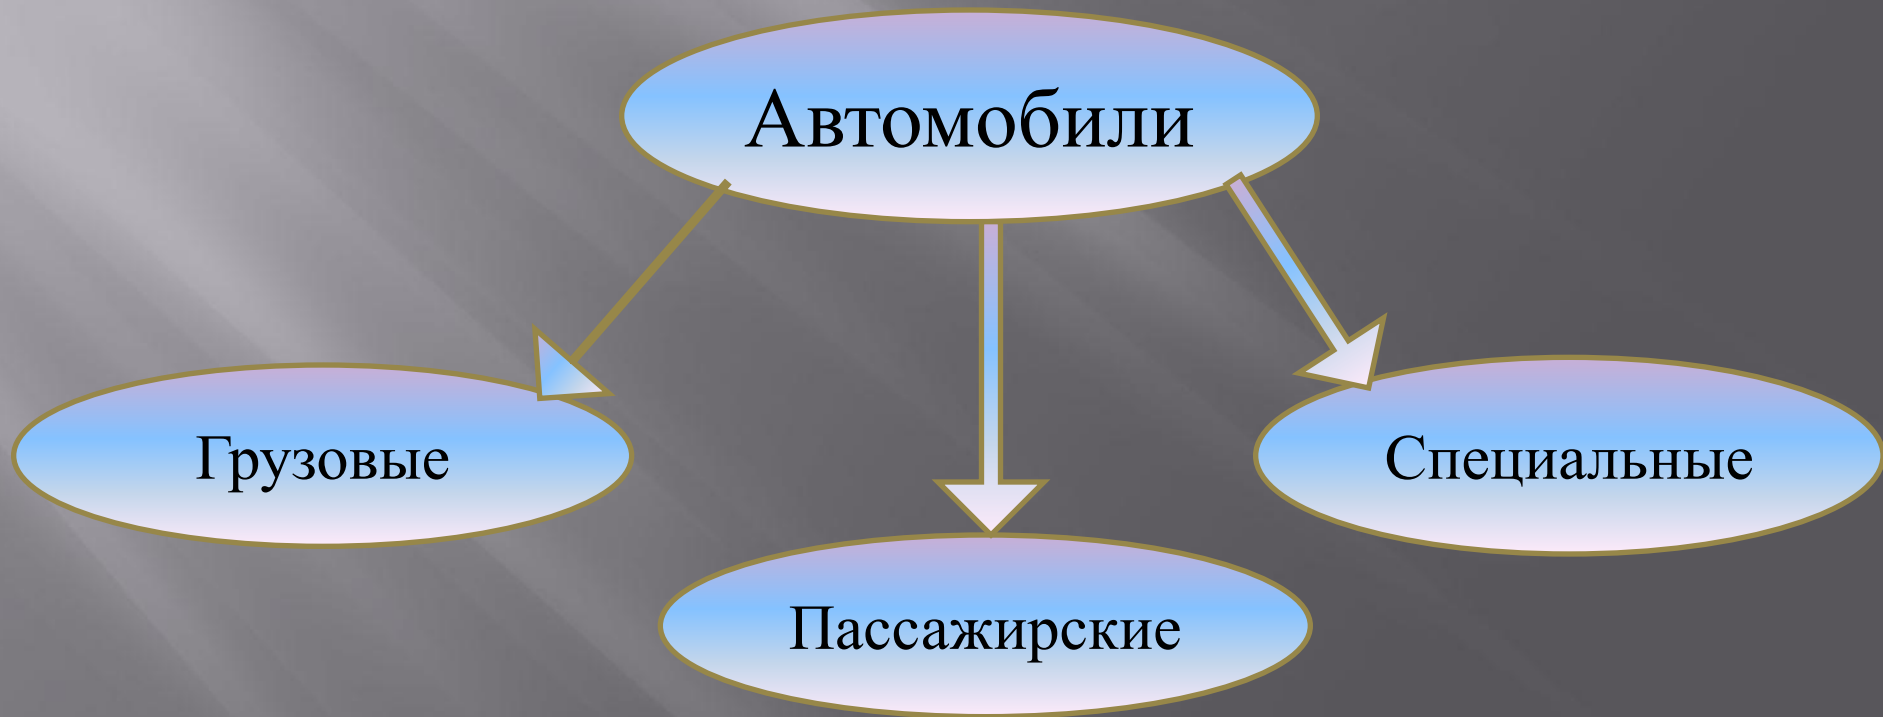 Автомобили
Грузовые
Специальные
Пассажирские